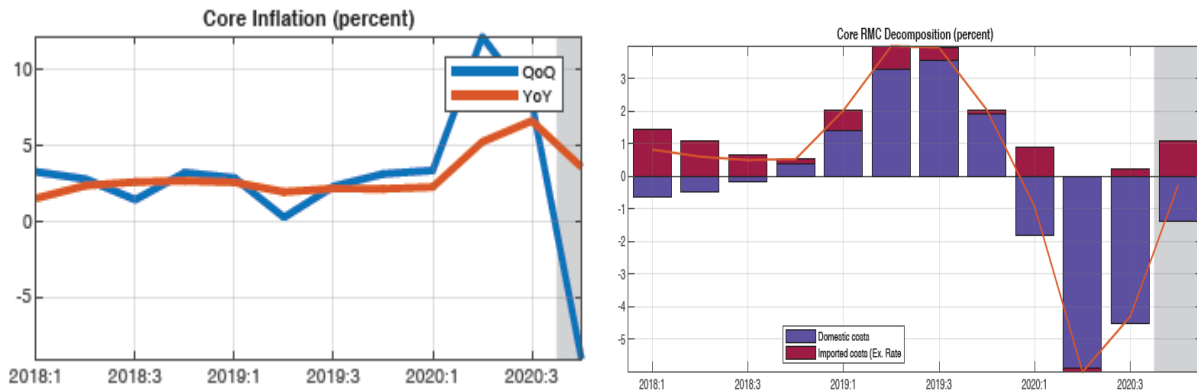 Core Inflation (percent)
10
5
0
-5
QoQ
YoY
2018:1 2018:3 2019:1 2019:3 2020:1 2020:3
Core RMC Decomposition (percent)
3
2
1
0
-1
-2
-3
-4
-5
Domestic costs
Imported costs (Ex. Rate
2018:1 2018:3 2019:1 2019:3 2020:1 2020:3